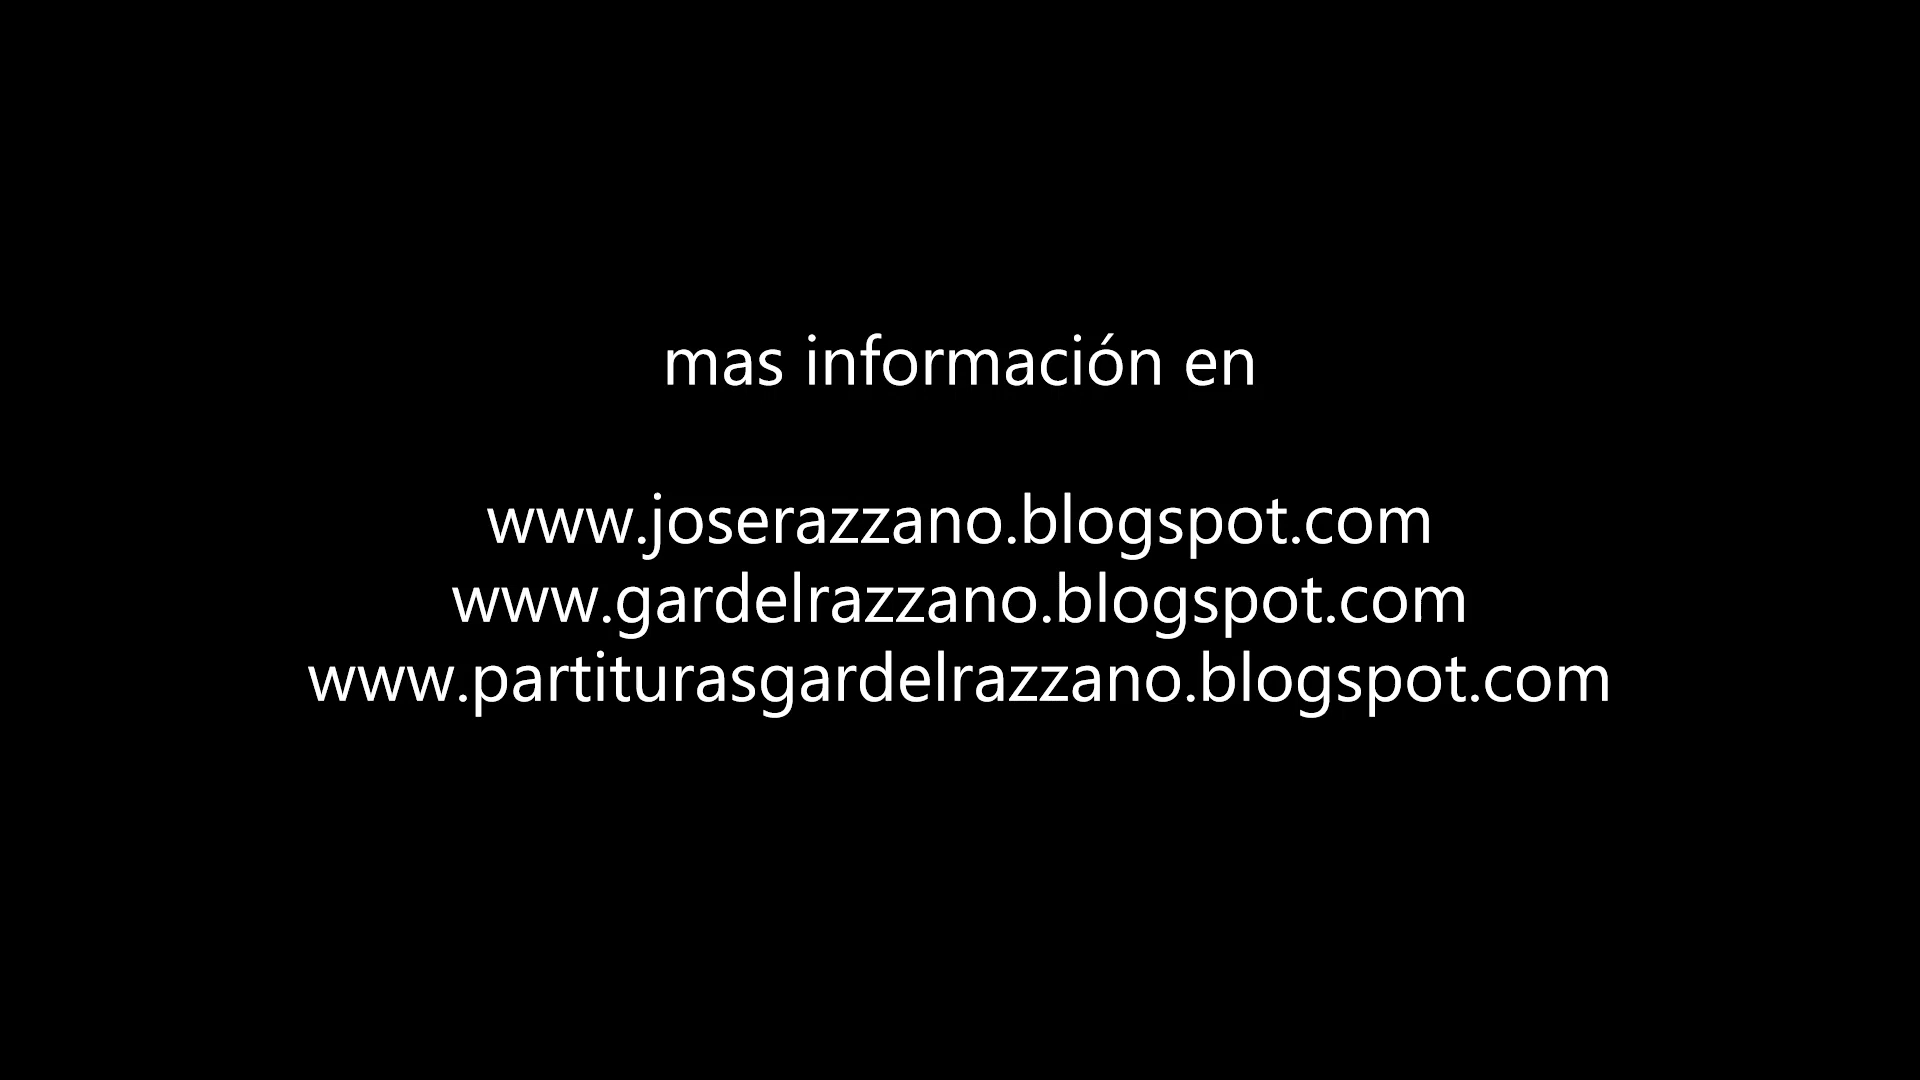 mas información en
www.joserazzano.blogspot.com
www.gardelrazzano.blogspot.com
www.partiturasgardelrazzano.blogspot.com